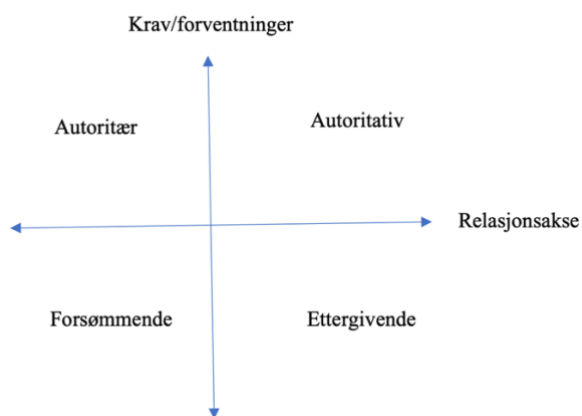 Krav/forventninger
Autoritær
Autoritativ
Relasjonsakse
Forsømmende
Ettergivende